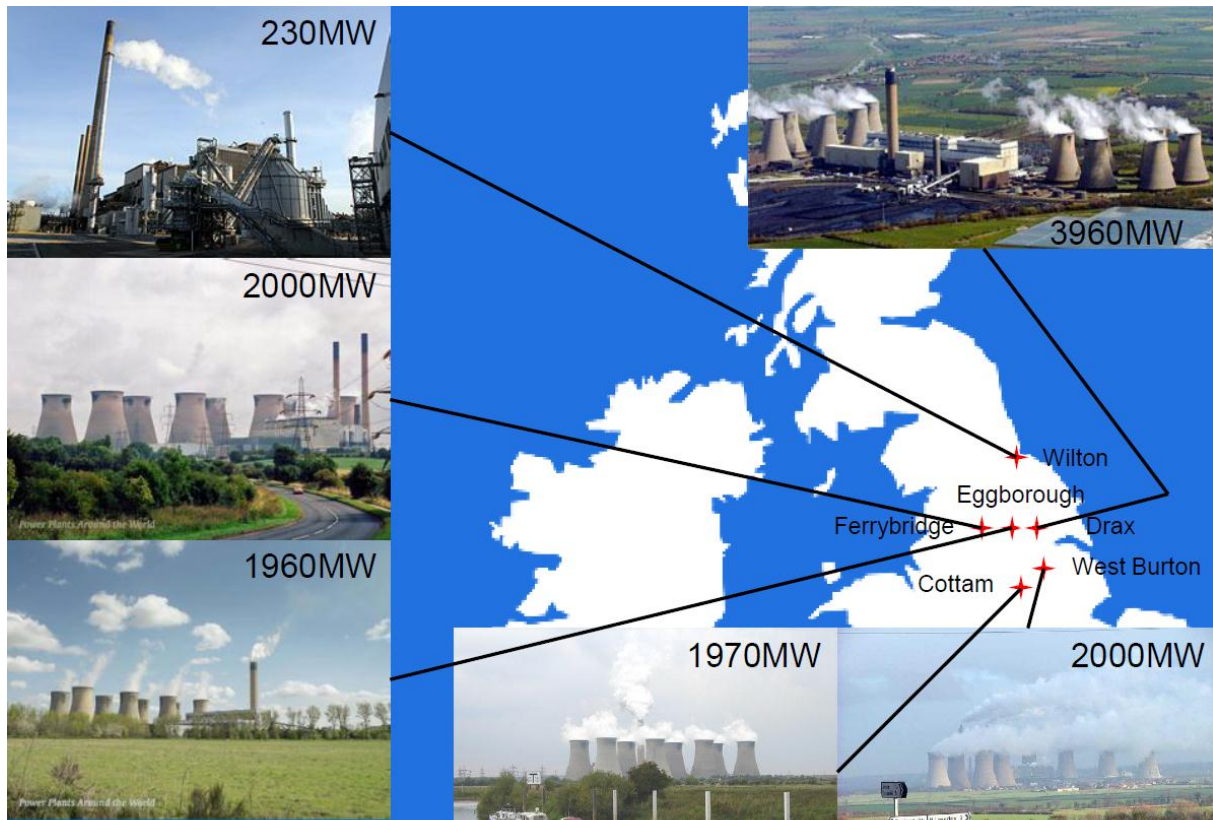 230MW
3960MW
2000MW
Power Plants Around the World
1960MW
Power Plants Around the World
Wilton
Eggborough
Ferrybridge
Drax
West Burton
Cottam
1970MW
2000MW